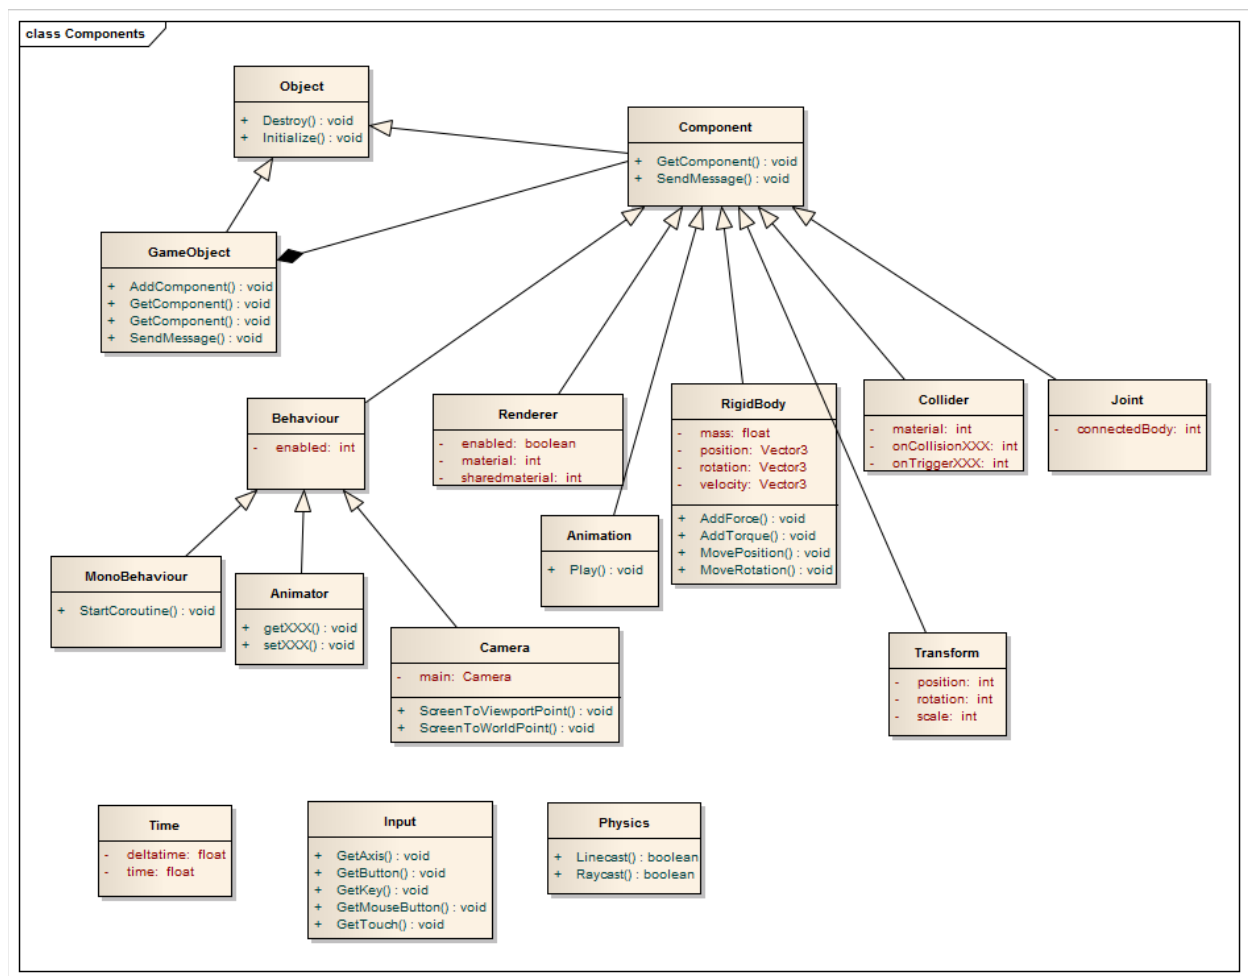 class Components
Object
+ Destroy() : void
+ Initialize() : void
Component
+ GetComponent() : void
+ SendMessage() : void
GameObject
+ AddComponent() : void
+ GetComponent() : void
+ GetComponent() : void
+ SendMessage() : void
Behaviour
- enabled: int
Renderer
- enabled: boolean
- material: int
- sharedmaterial: int
RigidBody
- mass: float
- position: Vector3
- rotation: Vector3
- velocity: Vector3
+ AddForce() : void
+ AddTorque() : void
+ MovePosition() : void
+ MoveRotation() : void
Collider
- material: int
- onCollisionXXX: int
- onTriggerXXX: int
Joint
- connectedBody: int
MonoBehaviour
+ StartCoroutine() : void
Animator
+ getXXX() : void
+ setXXX() : void
Animation
+ Play() : void
Camera
- main: Camera
+ ScreenToViewportPoint() : void
+ ScreenToWorldPoint() : void
Transform
- position: int
- rotation: int
- scale: int
Time
- deltatime: float
- time: float
Input
+ GetAxis() : void
+ GetButton() : void
+ GetKey() : void
+ GetMouseButton() : void
+ GetTouch() : void
Physics
+ Linecast() : boolean
+ Raycast() : boolean